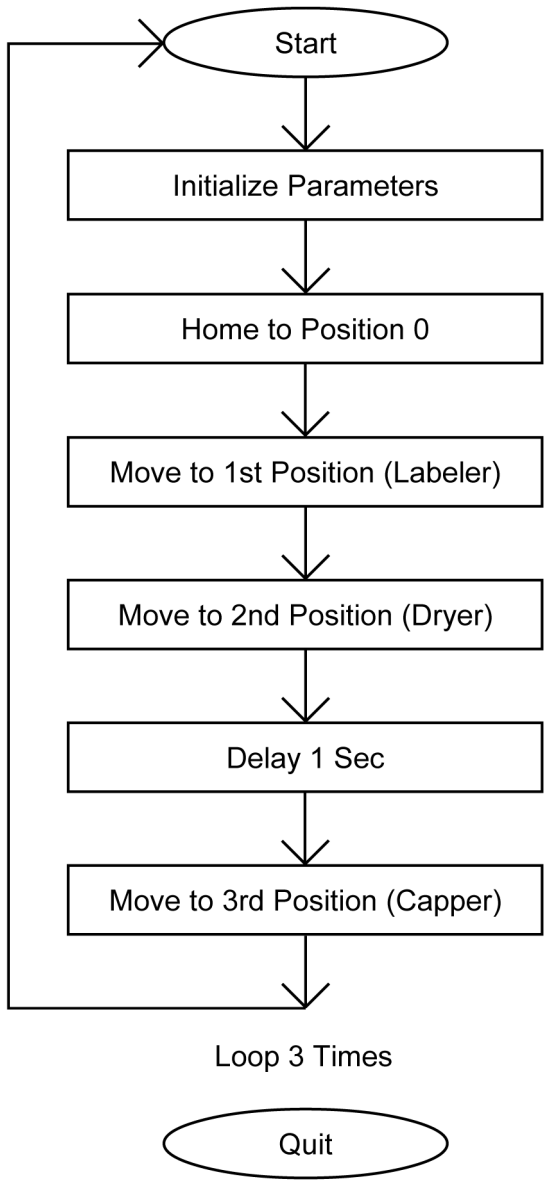 Start
Initialize Parameters
Home to Position 0
Move to 1st Position (Labeler)
Move to 2nd Position (Dryer)
Delay 1 Sec
Move to 3rd Position (Capper)
Loop 3 Times
Quit